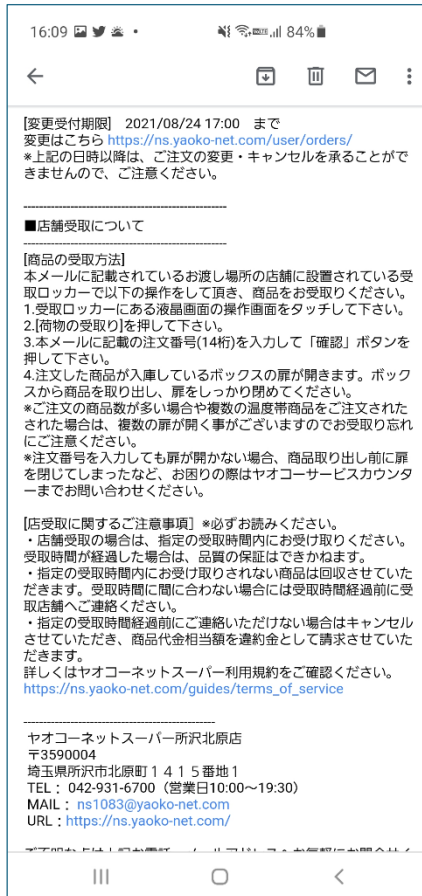 16:09 84%
[変更受付期限] 2021/08/24 17:00 まで
変更はこちら https://ns.yaoko-net.com/user/orders/
*上記の日時以降は、ご注文の変更・キャンセルを承ることがで
きませんので、ご注意ください。
----------------------------------------------------
■店舗受取について
----------------------------------------------------
[商品の受取方法]
本メールに記載されているお渡し場所の店舗に設置されている受
取ロッカーで以下の操作をして頂き、商品をお受取りください。
1.受取ロッカーにある液晶画面の操作画面をタッチして下さい。
2.[荷物の受取り]を押して下さい。
3.本メールに記載の注文番号(14桁)を入力して「確認」ボタンを
押して下さい。
4.注文した商品が入庫しているボックスの扉が開きます。ボック
スから商品を取り出し、扉をしっかり閉めてください。
*ご注文の商品数が多い場合や複数の温度帯商品をご注文された
された場合は、複数の扉が開く事がございますのでお受取り忘れ
にご注意ください。
*注文番号を入力しても扉が開かない場合、商品取り出し前に扉
を閉じてしまったなど、お困りの際はヤオコーサービスカウンタ
ーまでお問い合わせください。
[店受取に関するご注意事項］*必ずお読みください。
・店舗受取の場合は、指定の受取時間内にお受け取りください。
受取時間が経過した場合は、品質の保証はできかねます。
・指定の受取時間内にお受け取りされない商品は回収させていた
だきます。受取時間に間に合わない場合には受取時間経過前に受
取店舗へご連絡ください。
・指定の受取時間経過前にご連絡いただけない場合はキャンセル
させていただき、商品代金相当額を違約金として請求させていた
だきます。
詳しくはヤオコーネットスーパー利用規約をご確認ください。
https://ns.yaoko-net.com/guides/terms_of_service
-------------------------------------------------
ヤオコーネットスーパー所沢北原店
〒3590004
埼玉県所沢市北原町１４１５番地１
TEL： 042-931-6700（営業日10:00～19:30）
MAIL： ns1083@yaoko-net.com
URL：https://ns.yaoko-net.com/